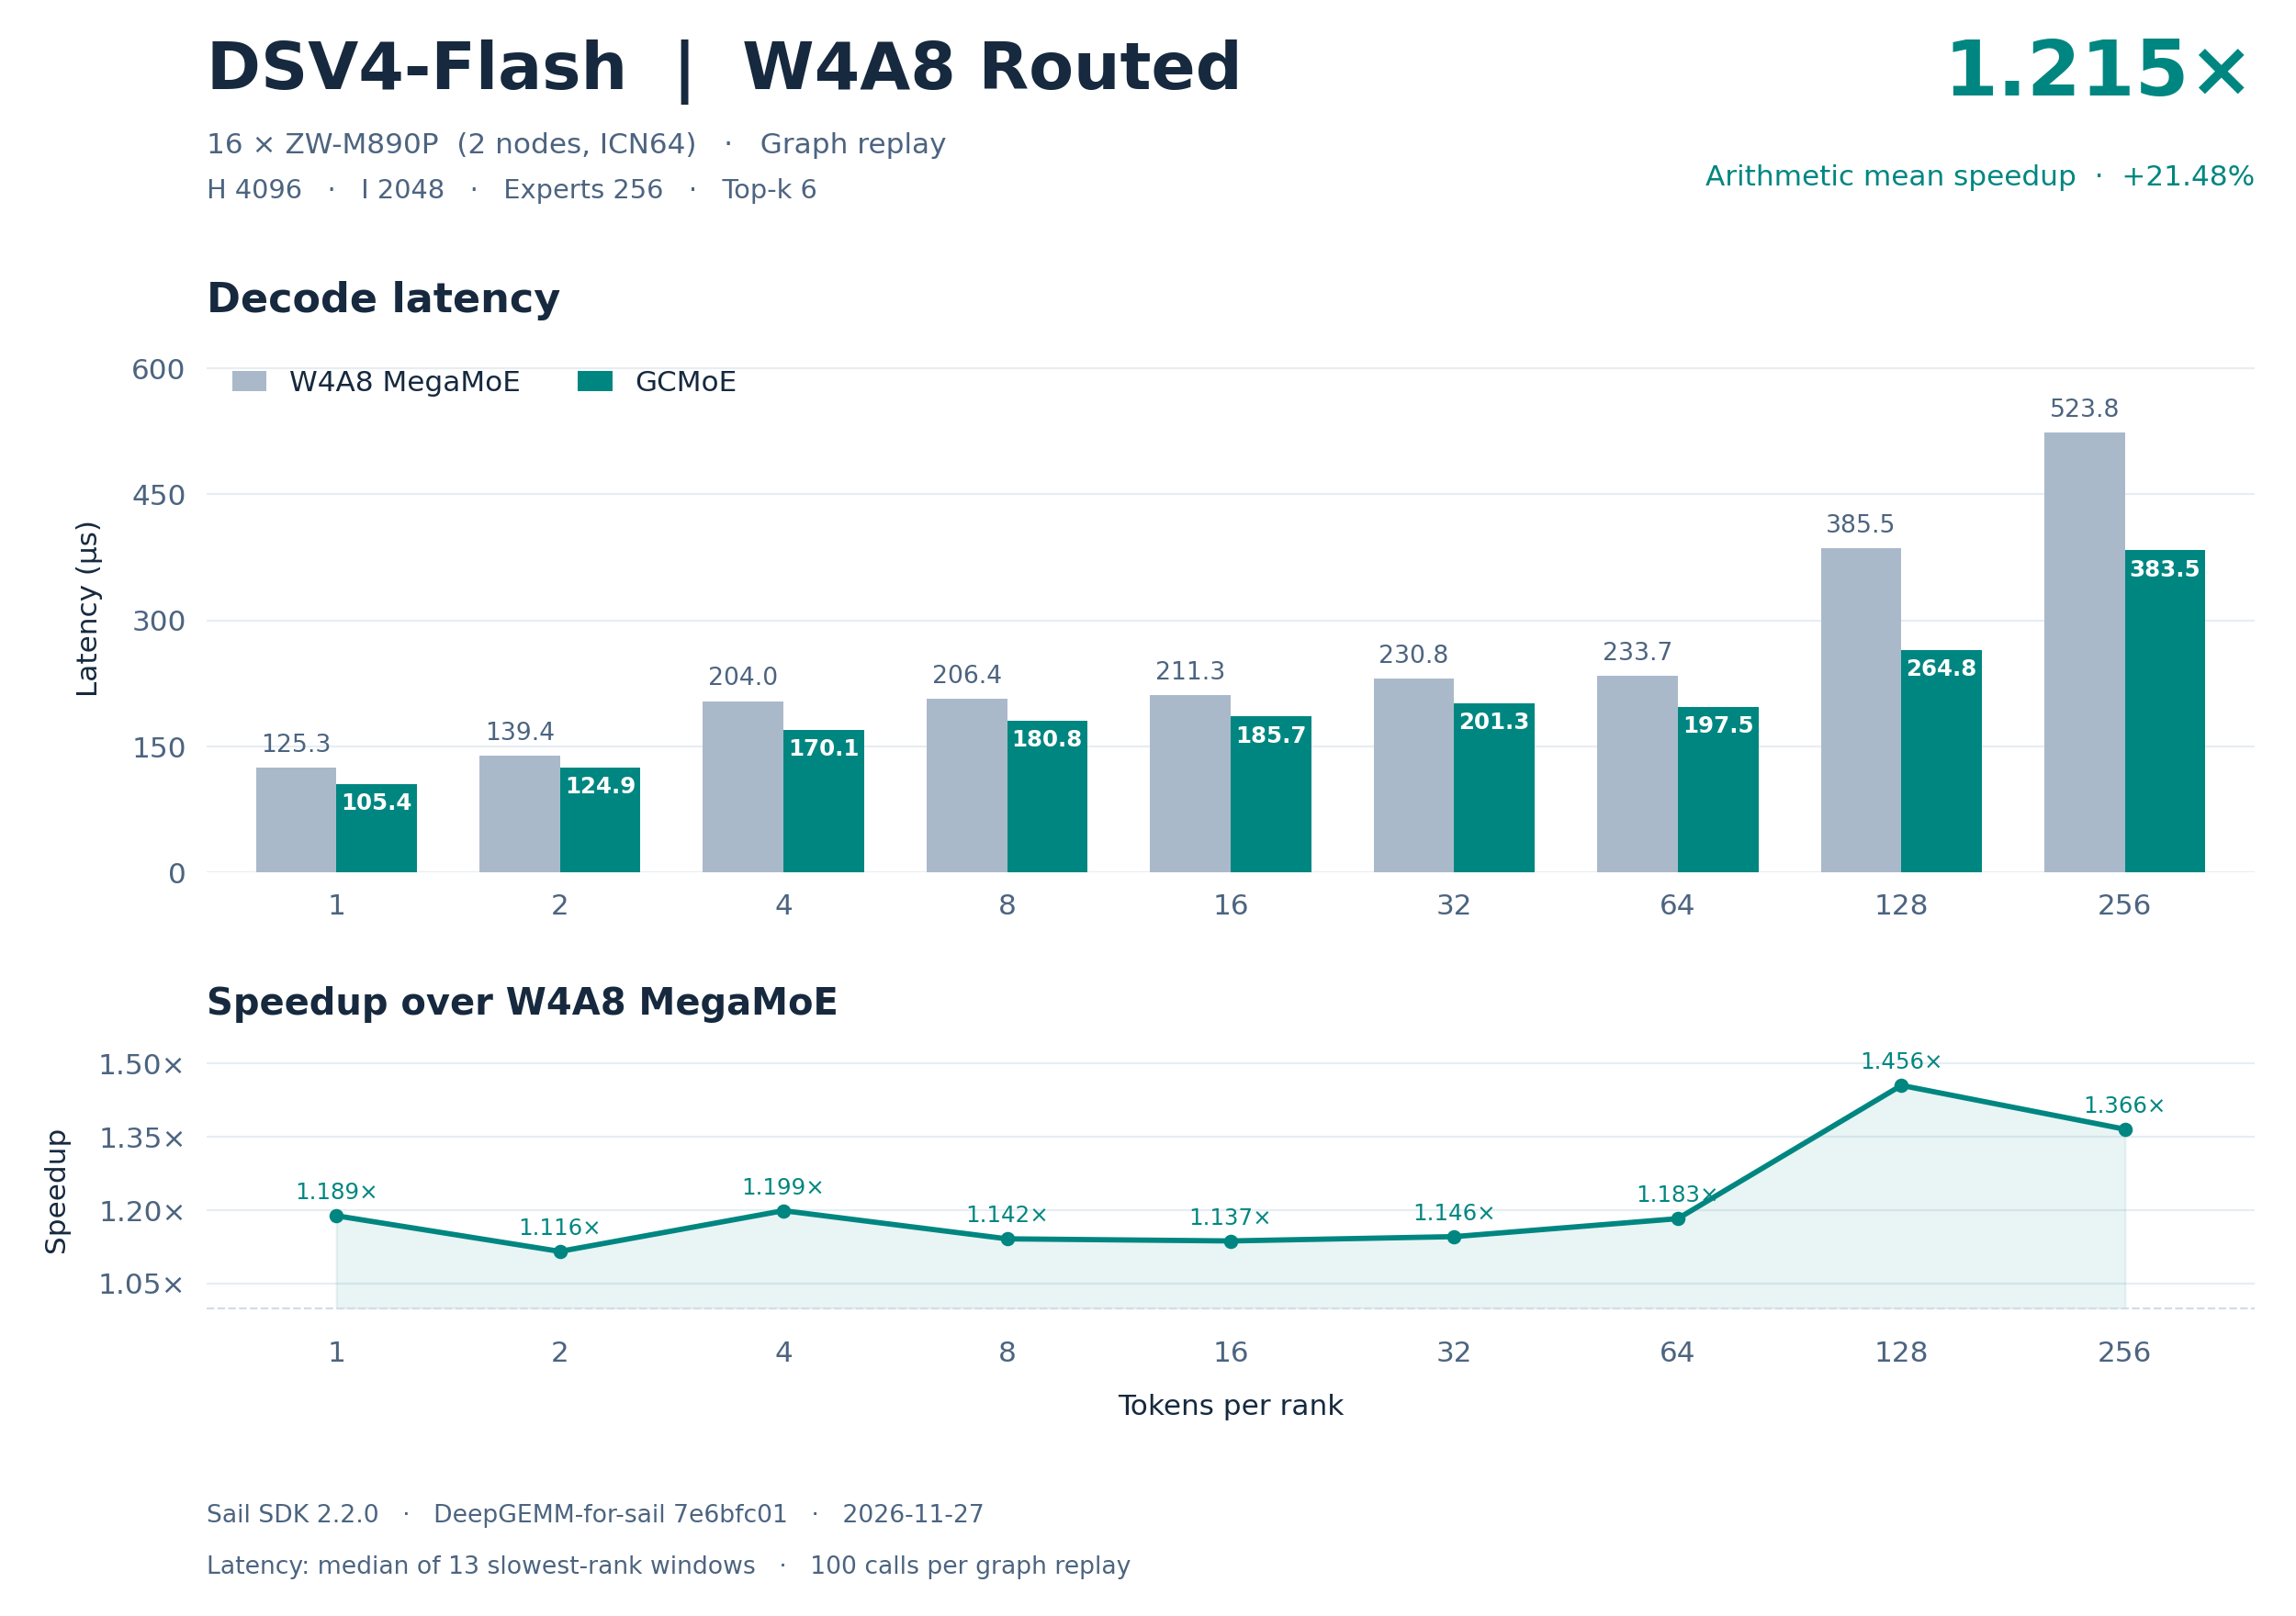 DSV4-Flash | W4A8 Routed
1.215×
16 × ZW-M890P (2 nodes, ICN64) · Graph replay
H 4096 · I 2048 · Experts 256 · Top-k 6
Arithmetic mean speedup · +21.48%
Decode latency
W4A8 MegaMoE
GCMoE
Latency (µs)
600
450
300
150
0
125.3
105.4
139.4
124.9
204.0
170.1
206.4
180.8
211.3
185.7
230.8
201.3
233.7
197.5
385.5
264.8
523.8
383.5
1 2 4 8 16 32 64 128 256
Speedup over W4A8 MegaMoE
Speedup
1.50×
1.35×
1.20×
1.05×
1.189×
1.116×
1.199×
1.142×
1.137×
1.146×
1.183×
1.456×
1.366×
1 2 4 8 16 32 64 128 256
Tokens per rank
Sail SDK 2.2.0 · DeepGEMM-for-sail 7e6bfc01 · 2026-11-27
Latency: median of 13 slowest-rank windows · 100 calls per graph replay